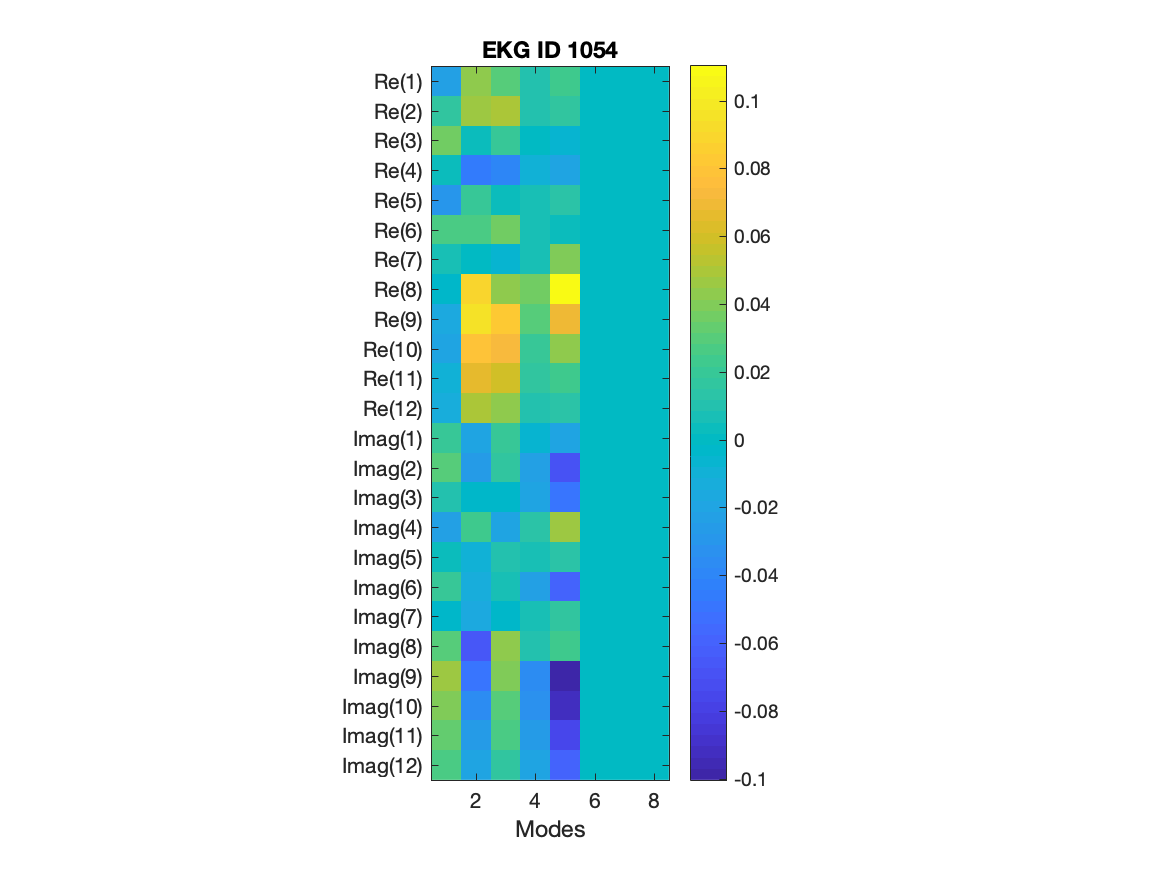 EKG ID 1054
Re(1)
Re(2)
Re(3)
Re(4)
Re(5)
Re(6)
Re(7)
Re(8)
Re(9)
Re(10)
Re(11)
Re(12)
Imag(1)
Imag(2)
Imag(3)
Imag(4)
Imag(5)
Imag(6)
Imag(7)
Imag(8)
Imag(9)
Imag(10)
Imag(11)
Imag(12)
2 4 6 8
Modes
0.1
0.08
0.06
0.04
0.02
0
-0.02
-0.04
-0.06
-0.08
-0.1